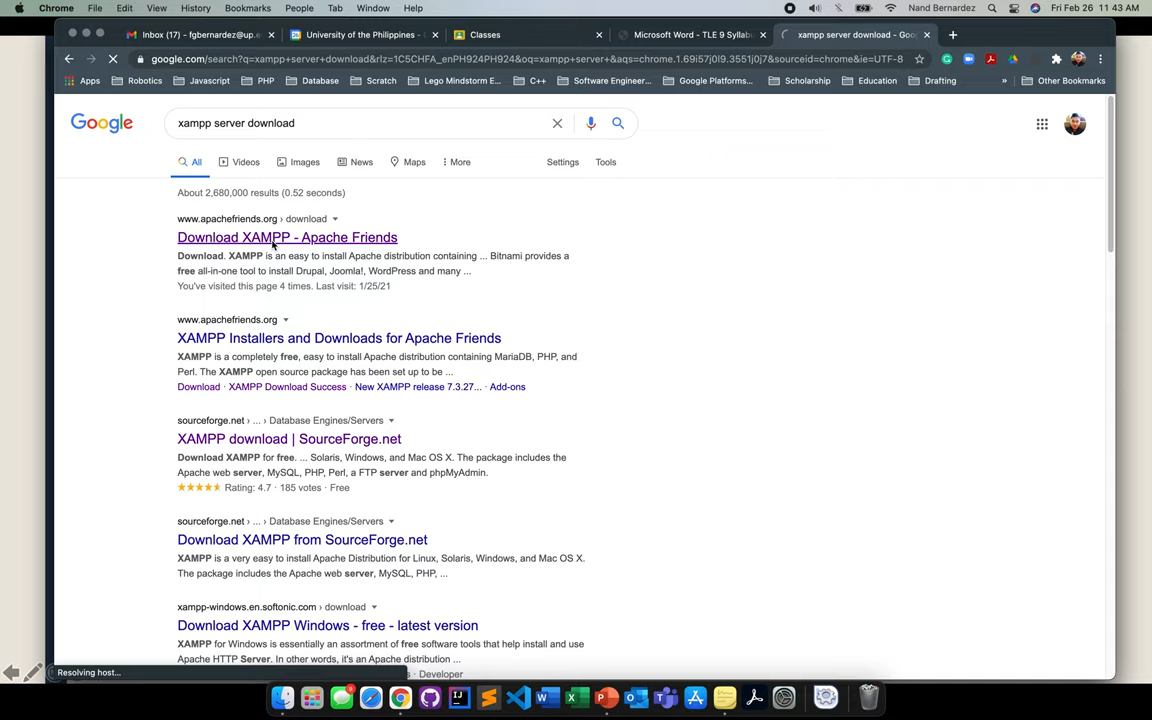 Chrome File Edit View History Bookmarks People Tab Window Help Nand Bernardez Fri Feb 26 11:43 AM
Inbox (17) - fgbernardez@up.e University of the Philippines - Classes Microsoft Word - TLE 9 Syllab xampp server download - Goo
google.com/search?q=xampp+server+download&rlz=1C5CHFA_enPH924PH924&oq=xampp+server+&aqs=chrome.1.69i57j0l9.3551j0j7&sourceid=chrome&ie=UTF-8
Apps Robotics Javascript PHP Database Scratch Lego Mindstorm E... C++ Software Engineer... Google Platforms... Scholarship Education Drafting » Other Bookmarks
Google xampp server download
All Videos Images News Maps More Settings Tools
About 2,680,000 results (0.52 seconds)
www.apachefriends.org › download
Download XAMPP - Apache Friends
Download. XAMPP is an easy to install Apache distribution containing ... Bitnami provides a
free all-in-one tool to install Drupal, Joomla!, WordPress and many ...
You've visited this page 4 times. Last visit: 1/25/21
www.apachefriends.org
XAMPP Installers and Downloads for Apache Friends
XAMPP is a completely free, easy to install Apache distribution containing MariaDB, PHP, and
Perl. The XAMPP open source package has been set up to be ...
Download · XAMPP Download Success · New XAMPP release 7.3.27... · Add-ons
sourceforge.net › ... › Database Engines/Servers
XAMPP download | SourceForge.net
Download XAMPP for free. ... Solaris, Windows, and Mac OS X. The package includes the
Apache web server, MySQL, PHP, Perl, a FTP server and phpMyAdmin.
Rating: 4.7 · 185 votes · Free
sourceforge.net › ... › Database Engines/Servers
Download XAMPP from SourceForge.net
XAMPP is a very easy to install Apache Distribution for Linux, Solaris, Windows, and Mac OS X.
The package includes the Apache web server, MySQL, PHP, ...
xampp-windows.en.softonic.com › download
Download XAMPP Windows - free - latest version
XAMPP for Windows is essentially an assortment of free software tools that help install and use
Apache HTTP Server. In other words, it's an Apache distribution ...
Resolving host... Developer